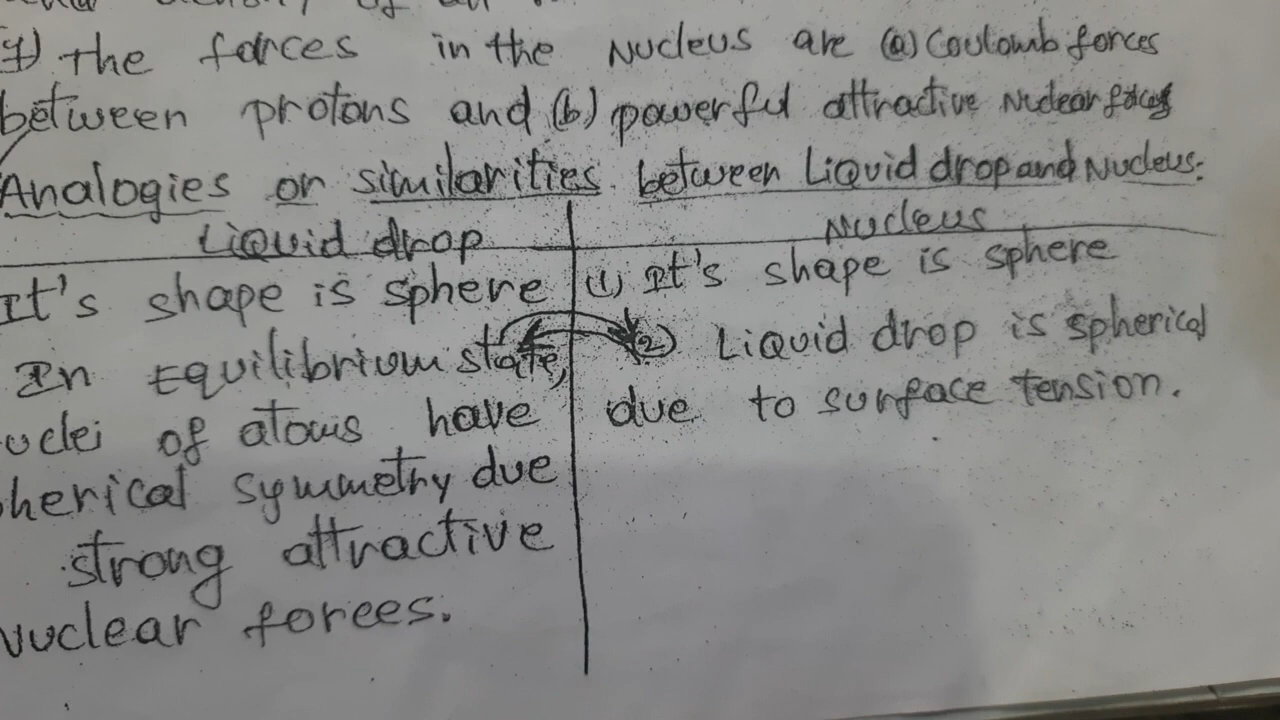 4) The forces in the Nucleus are (a) Coulomb forces
between protons and (b) powerful attractive Nuclear forces
Analogies or similarities between Liquid drop and Nucleus:
Liquid drop Nucleus
It's shape is sphere (1) It's shape is sphere
In Equilibrium state, (2) Liquid drop is spherical
uclei of atoms have due to surface tension.
herical symmetry due
strong attractive
Nuclear forces.